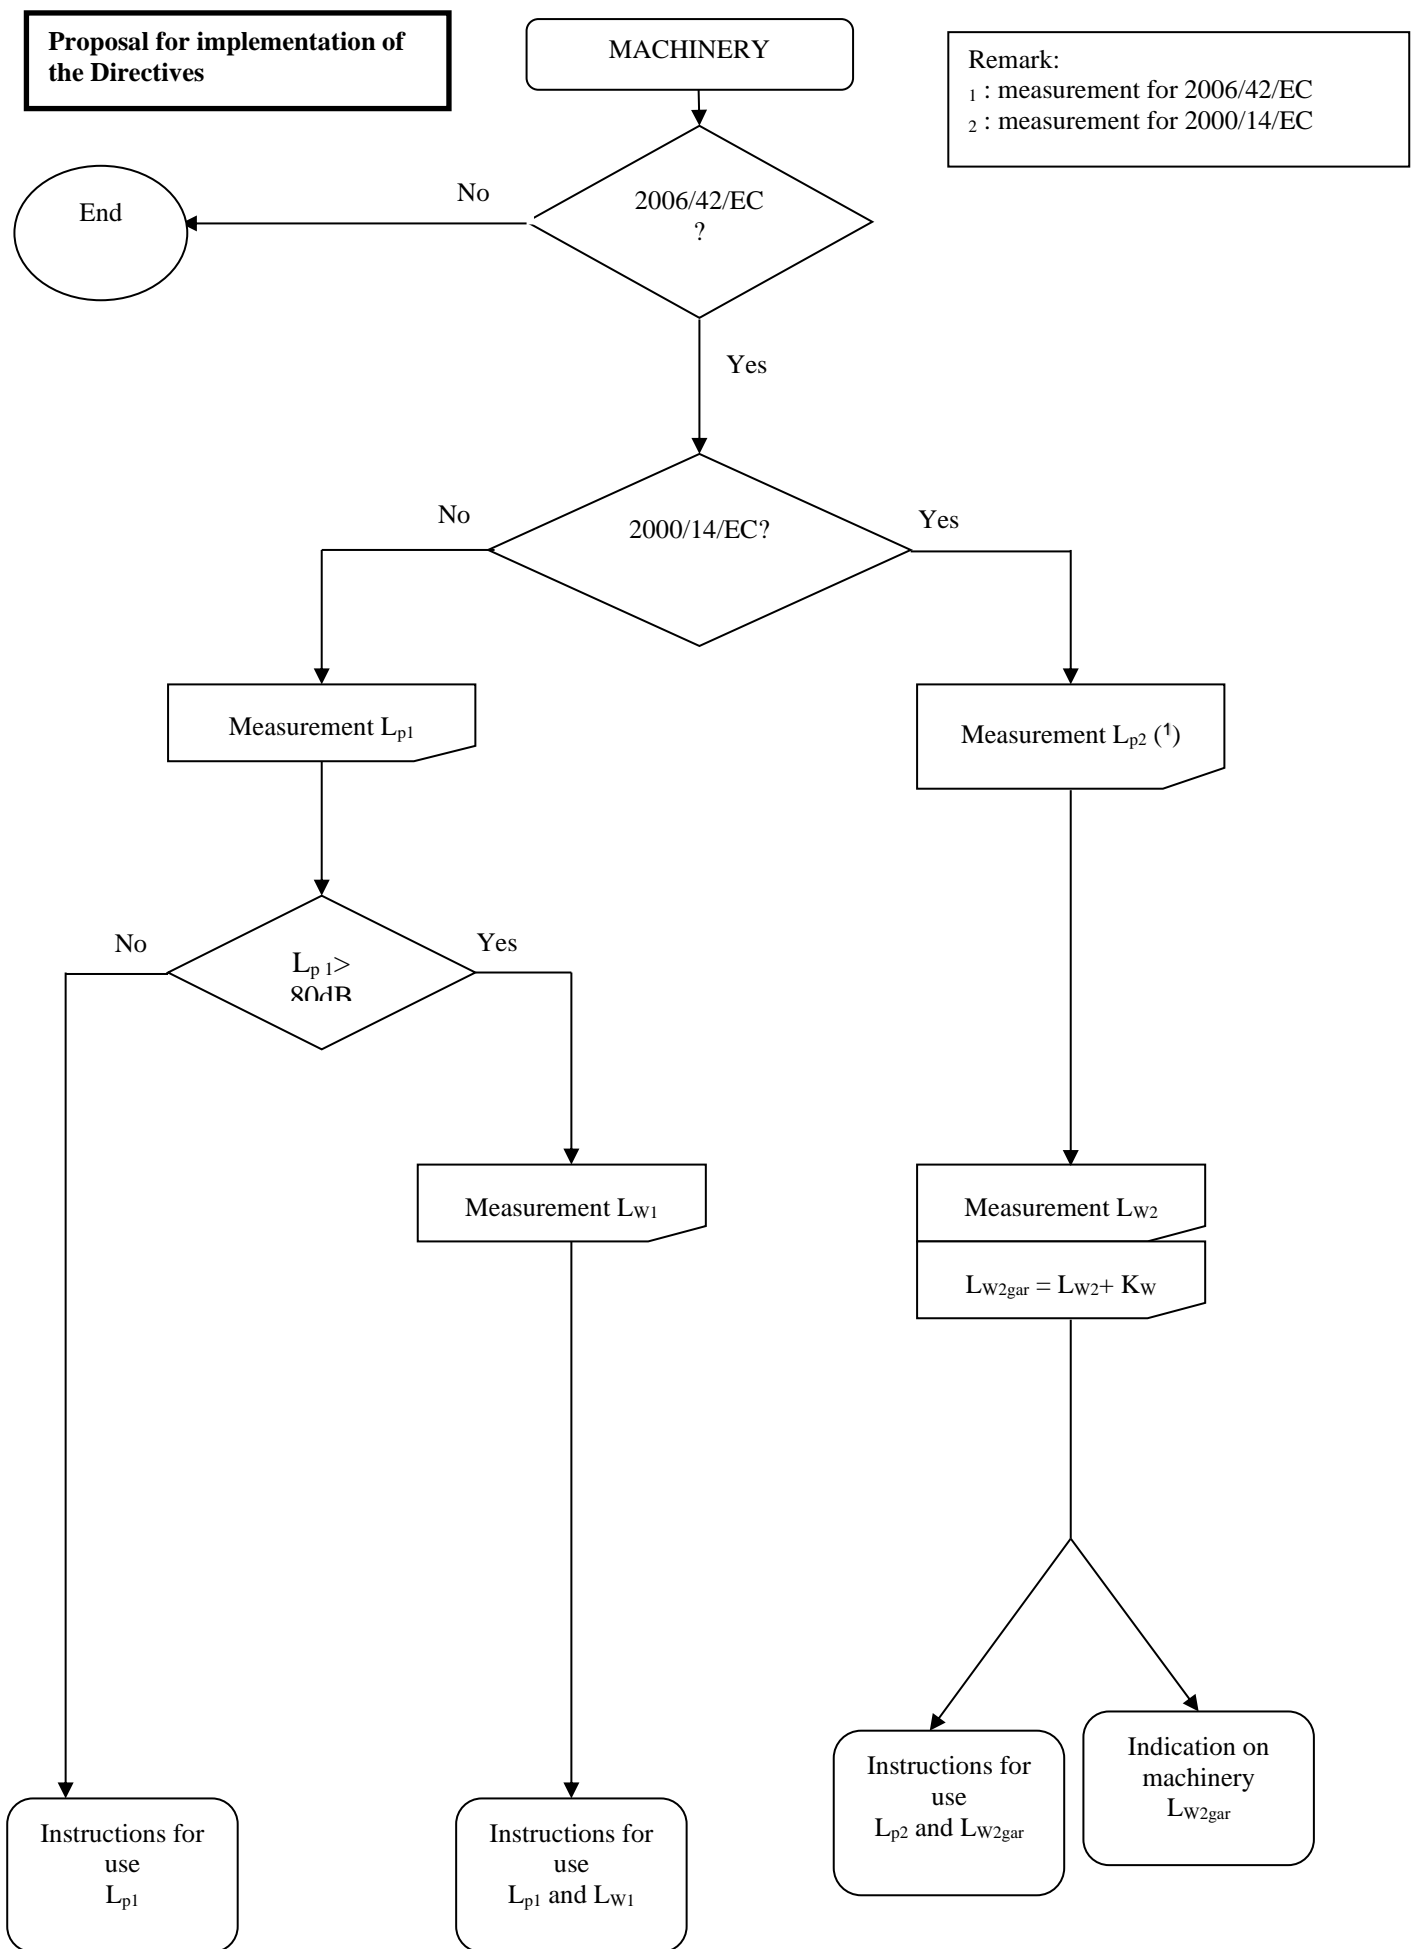 Proposal for implementation of
the Directives
MACHINERY
Remark:
₁ : measurement for 2006/42/EC
₂ : measurement for 2000/14/EC
End
No
2006/42/EC
?
Yes
No
2000/14/EC?
Yes
Measurement Lp1
Measurement Lp2 (¹)
No
Lp 1>
80dB
Yes
Measurement LW1
Measurement LW2
LW2gar = LW2+ KW
Instructions for
use
Lp2 and LW2gar
Indication on
machinery
LW2gar
Instructions for
use
Lp1
Instructions for
use
Lp1 and LW1